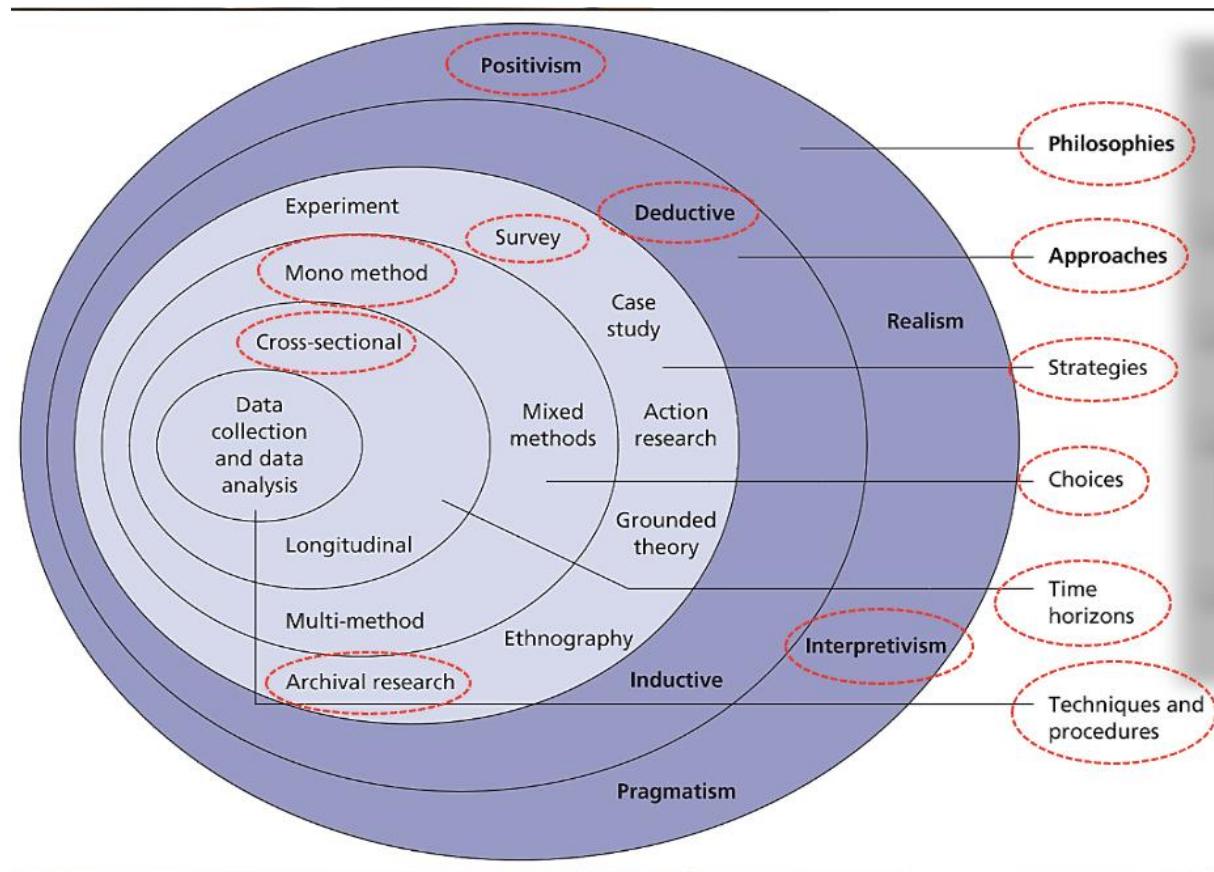 Positivism
Philosophies
Experiment
Deductive
Survey
Approaches
Mono method
Case
study
Realism
Cross-sectional
Strategies
Data
collection
and data
analysis
Mixed
methods
Action
research
Choices
Grounded
theory
Longitudinal
Time
horizons
Multi-method
Ethnography
Interpretivism
Archival research
Inductive
Techniques and
procedures
Pragmatism